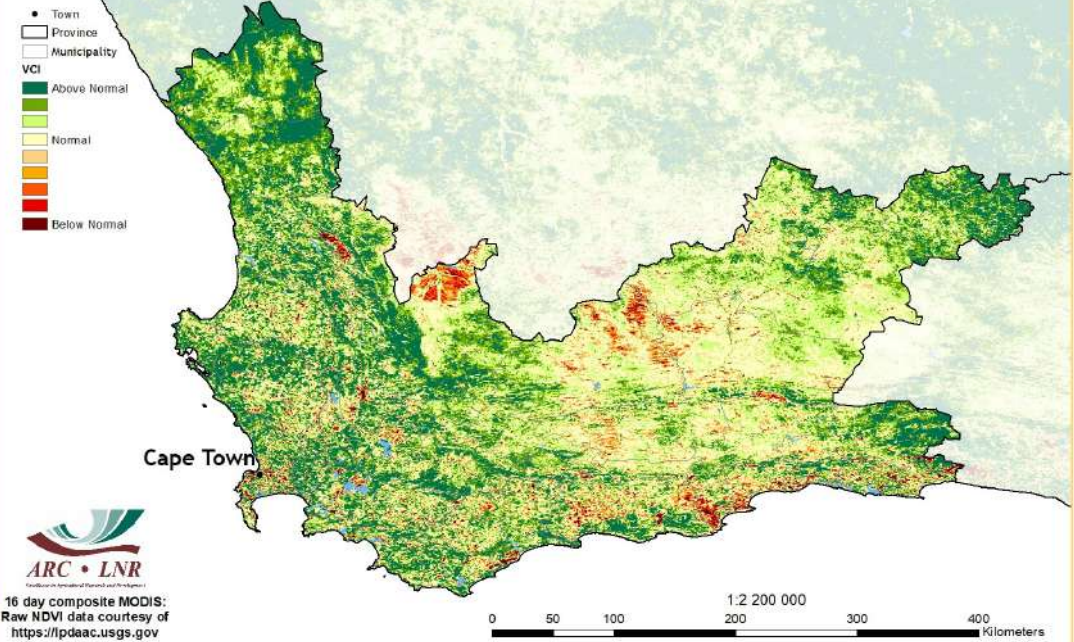 Town
Province
Municipality
VCI
Above Normal
Normal
Below Normal
Cape Town
ARC • LNR
16 day composite MODIS:
Raw NDVI data courtesy of
https://lpdaac.usgs.gov
1:2 200 000
0 50 100 200 300 400
Kilometers